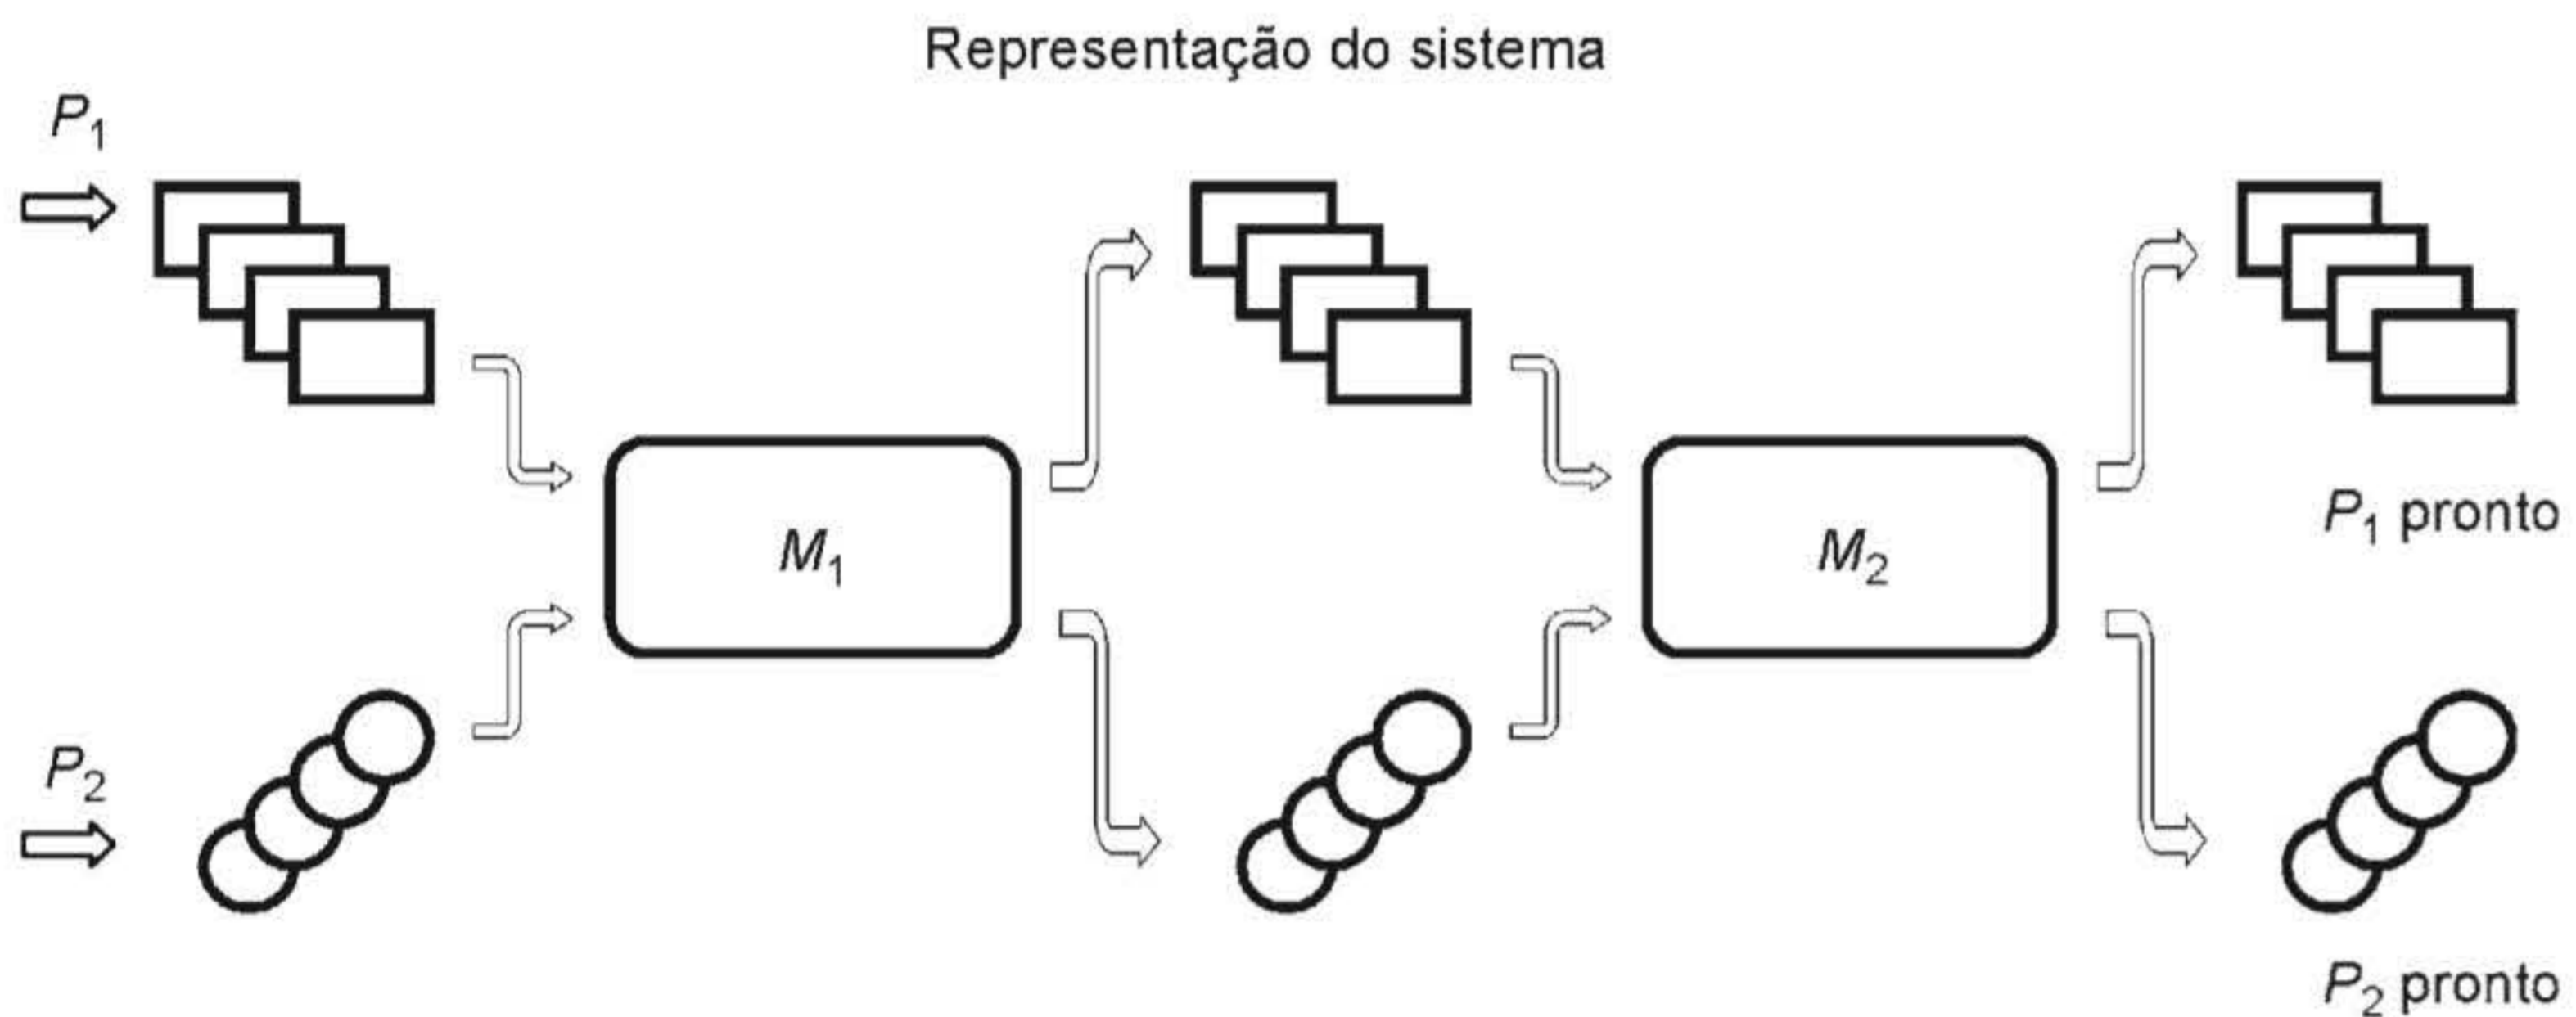 Representação do sistema
P₁
M₁
M₂
P₁ pronto
P₂
P₂ pronto